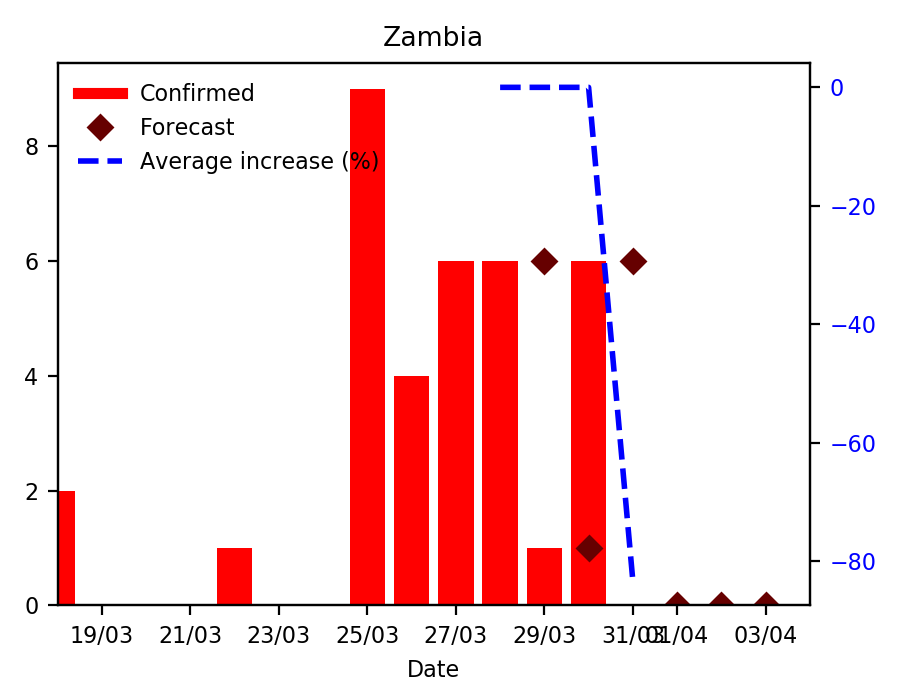 Zambia
Confirmed
Forecast
Average increase (%)
8
6
4
2
0
0
−20
−40
−60
−80
19/03 21/03 23/03 25/03 27/03 29/03 31/03 01/04 03/04
Date